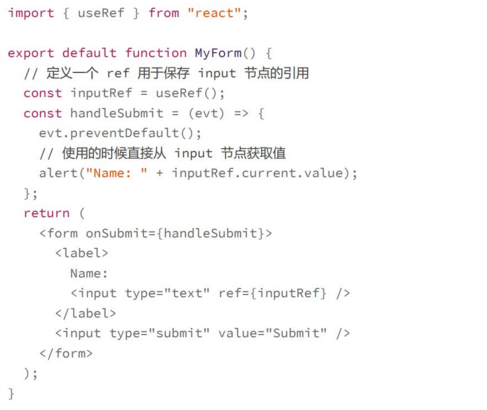 import { useRef } from "react";

export default function MyForm() {
  // 定义一个 ref 用于保存 input 节点的引用
  const inputRef = useRef();
  const handleSubmit = (evt) => {
    evt.preventDefault();
    // 使用的时候直接从 input 节点获取值
    alert("Name: " + inputRef.current.value);
  };
  return (
    <form onSubmit={handleSubmit}>
      <label>
        Name:
        <input type="text" ref={inputRef} />
      </label>
      <input type="submit" value="Submit" />
    </form>
  );
}